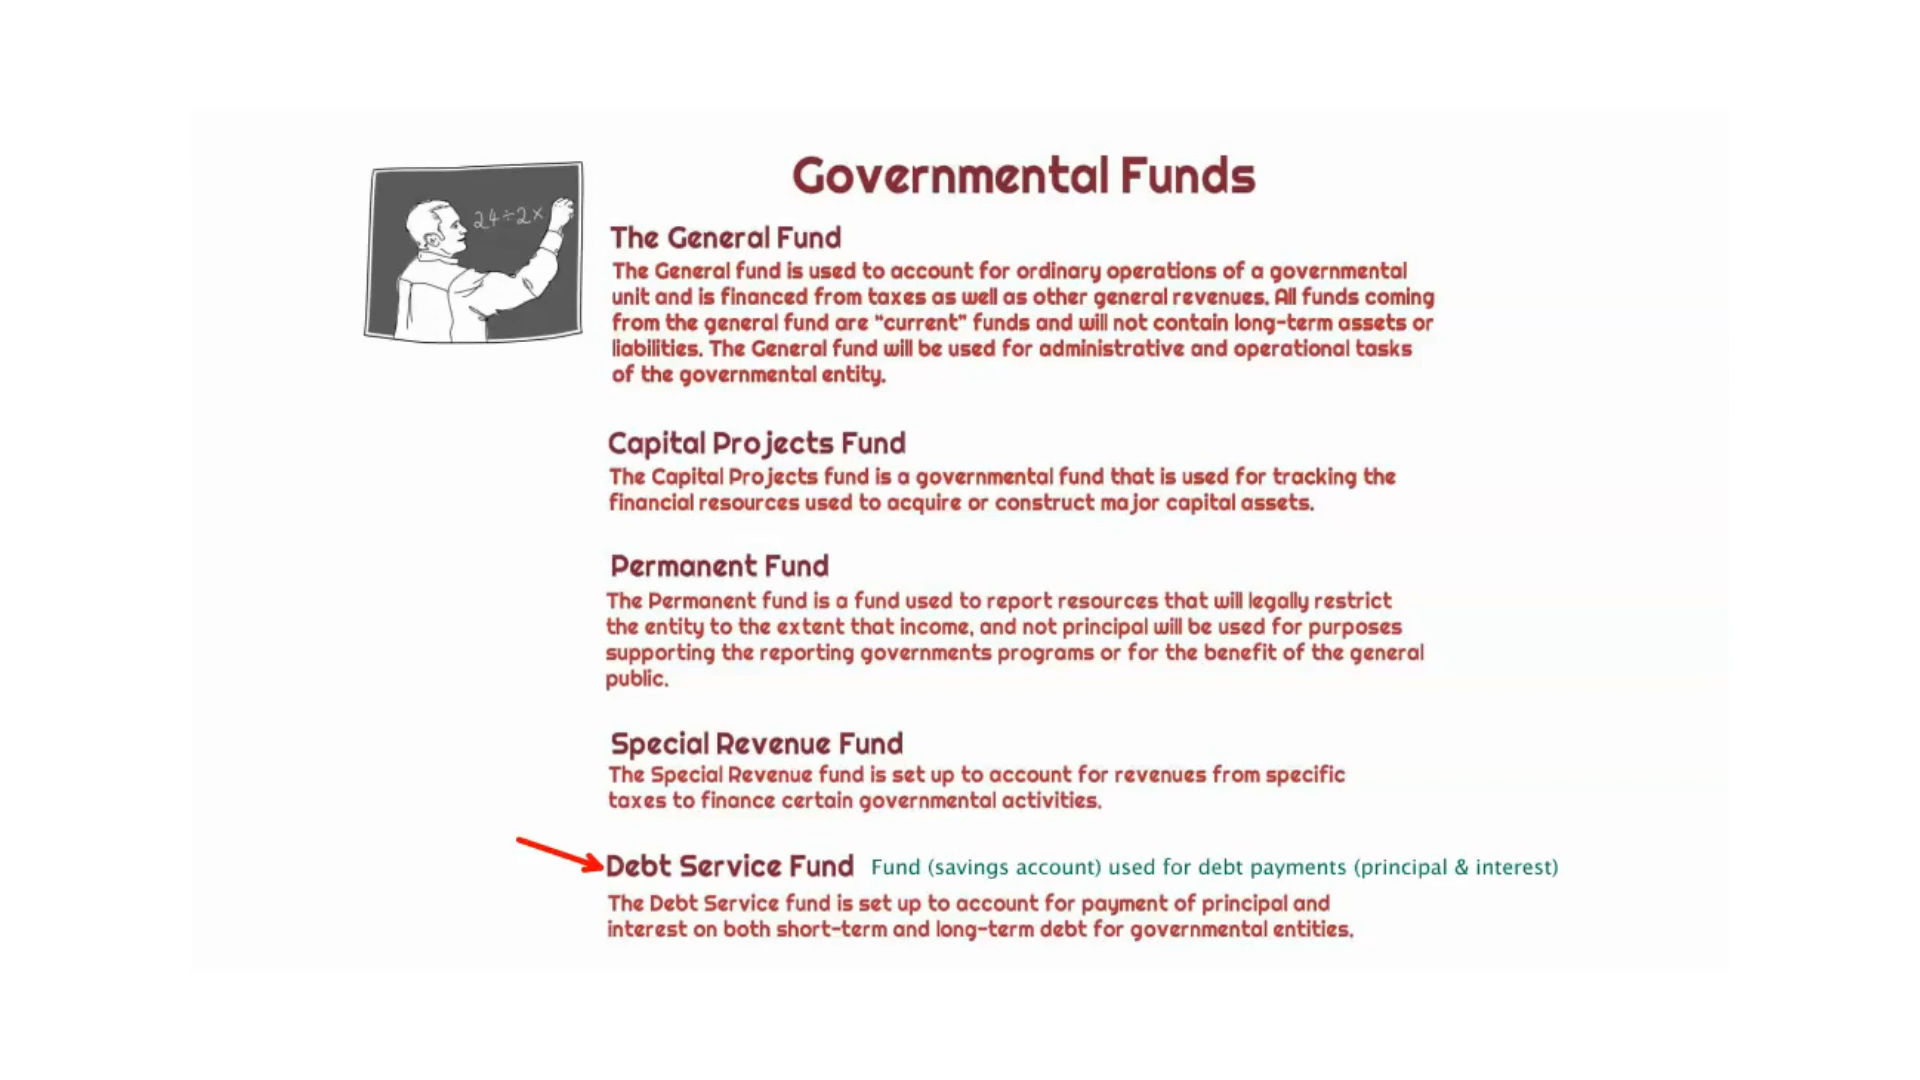 Governmental Funds
24÷2x
The General Fund
The General fund is used to account for ordinary operations of a governmental
unit and is financed from taxes as well as other general revenues. All funds coming
from the general fund are “current” funds and will not contain long-term assets or
liabilities. The General fund will be used for administrative and operational tasks
of the governmental entity.
Capital Projects Fund
The Capital Projects fund is a governmental fund that is used for tracking the
financial resources used to acquire or construct major capital assets.
Permanent Fund
The Permanent fund is a fund used to report resources that will legally restrict
the entity to the extent that income, and not principal will be used for purposes
supporting the reporting governments programs or for the benefit of the general
public.
Special Revenue Fund
The Special Revenue fund is set up to account for revenues from specific
taxes to finance certain governmental activities.
Debt Service Fund Fund (savings account) used for debt payments (principal & interest)
The Debt Service fund is set up to account for payment of principal and
interest on both short-term and long-term debt for governmental entities.